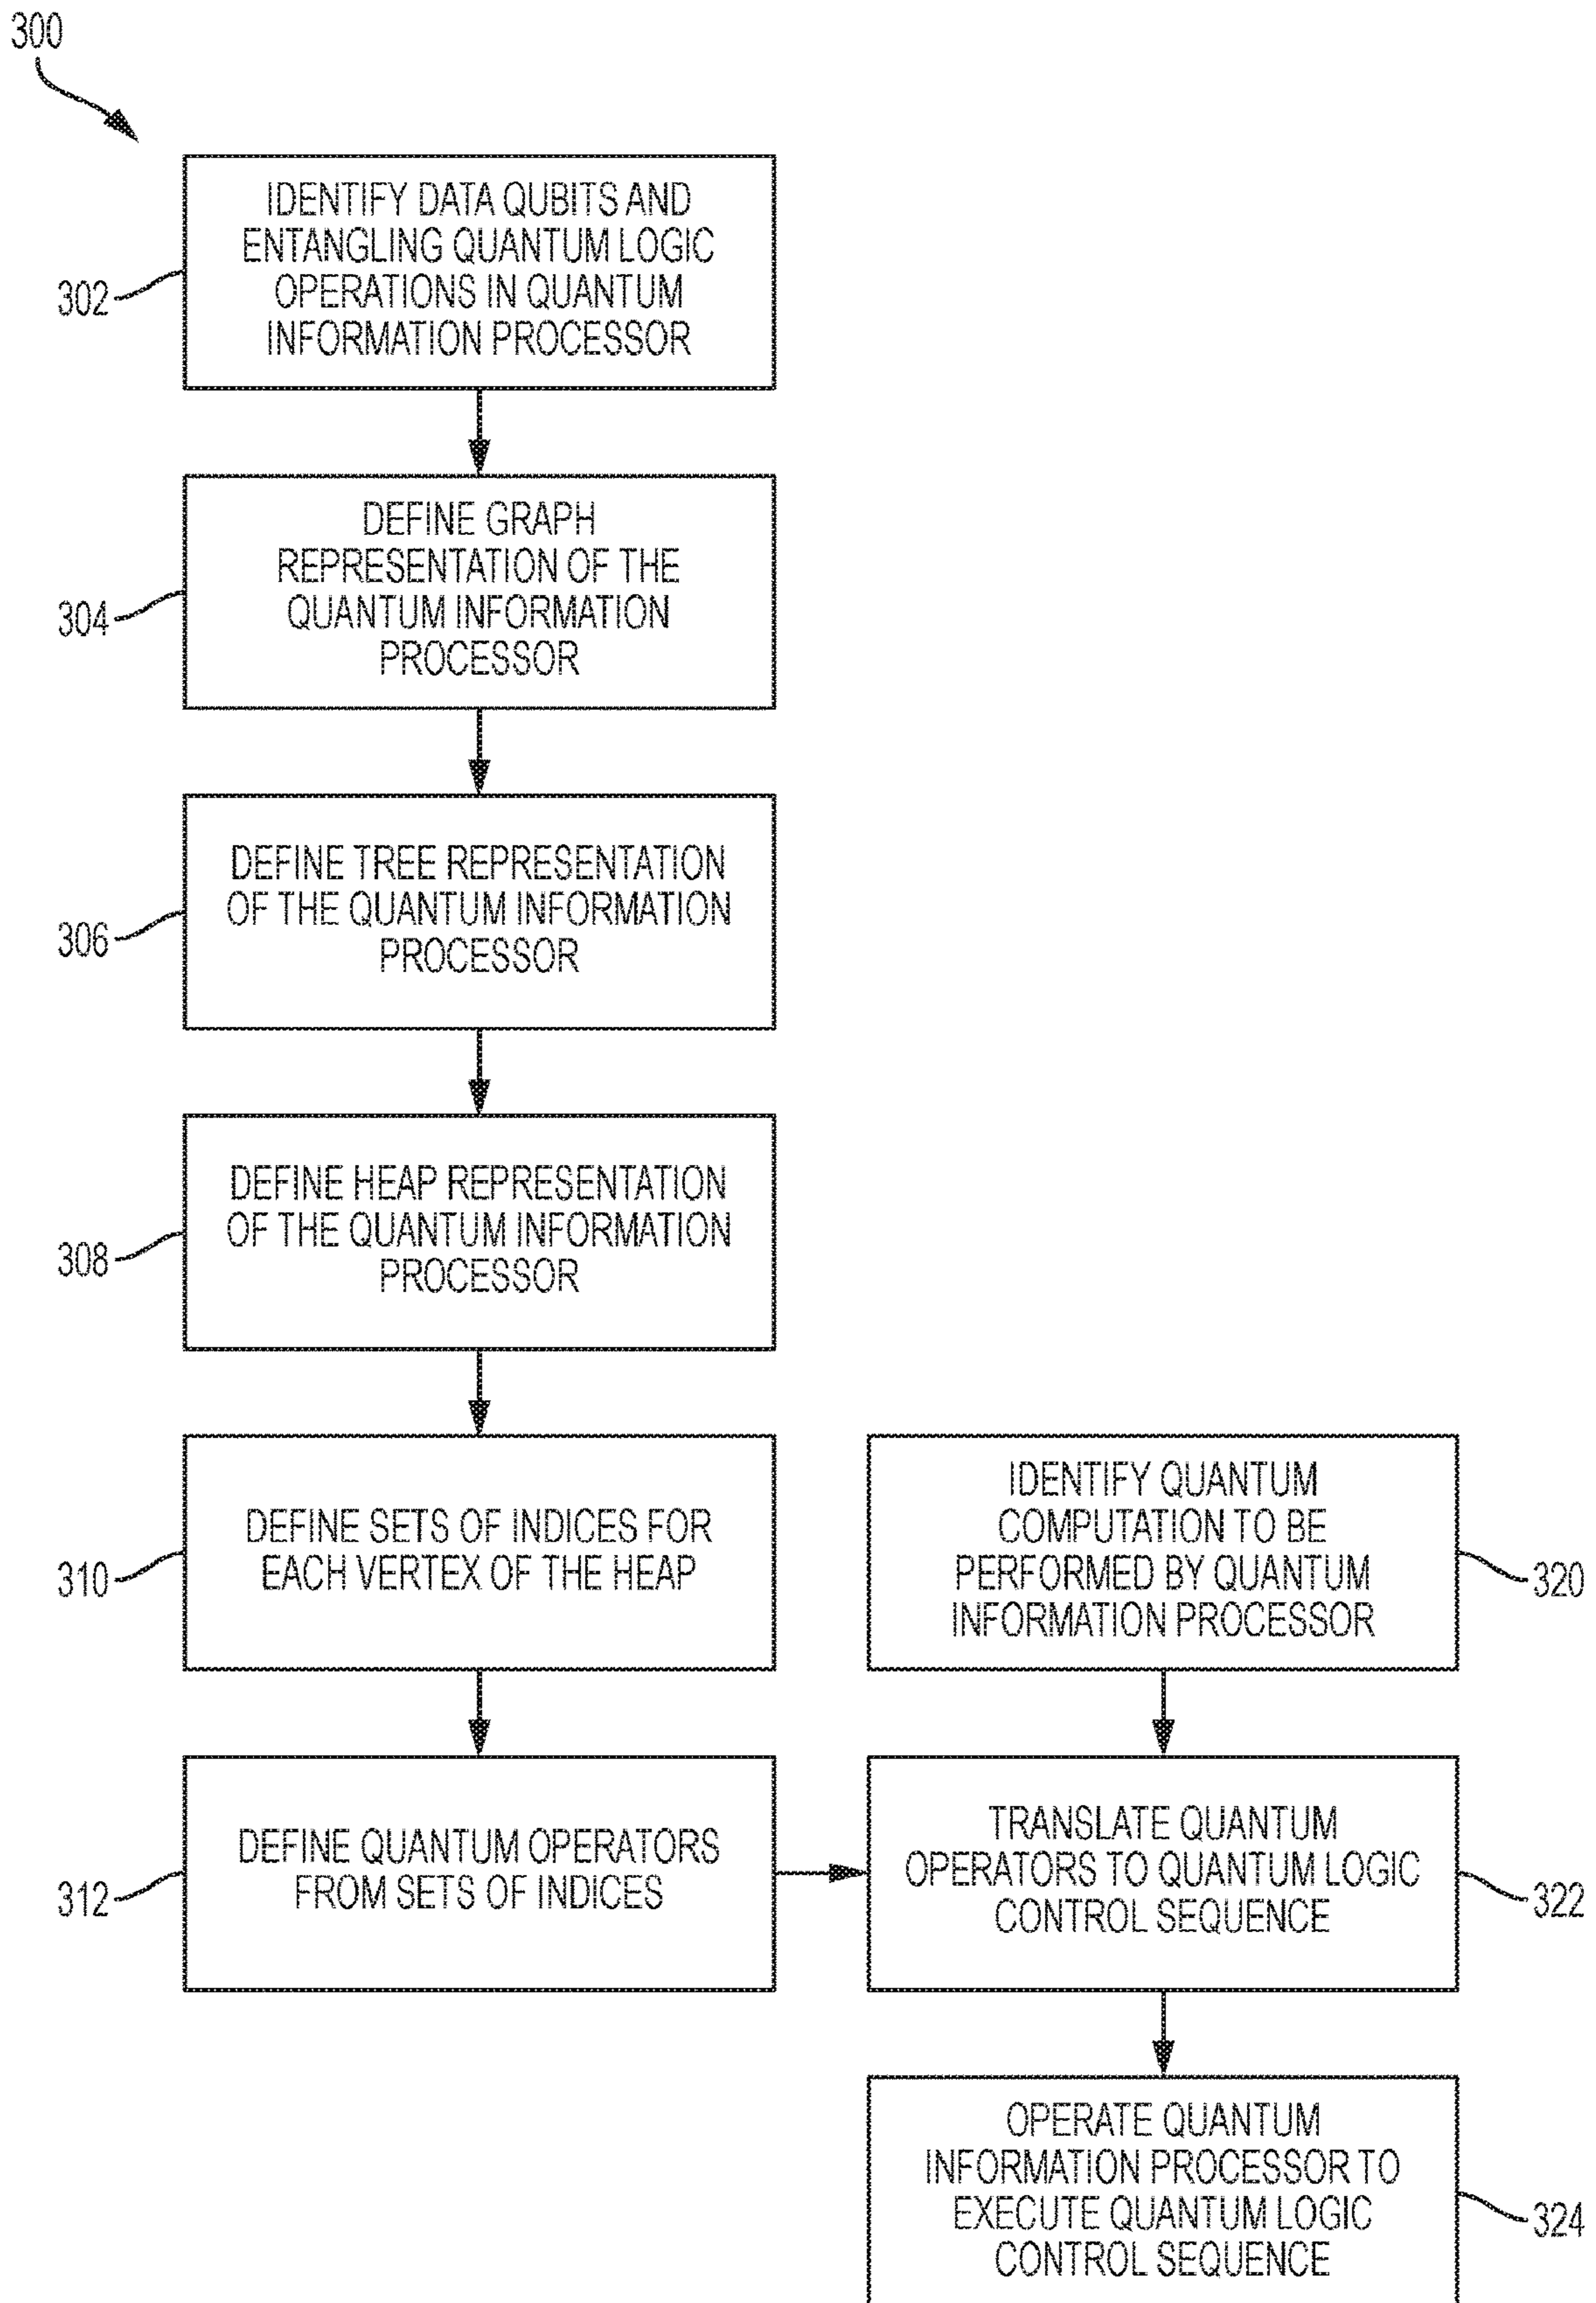 300
IDENTIFY DATA QUBITS AND
ENTANGLING QUANTUM LOGIC
OPERATIONS IN QUANTUM
INFORMATION PROCESSOR
302
DEFINE GRAPH
REPRESENTATION OF THE
QUANTUM INFORMATION
PROCESSOR
304
DEFINE TREE REPRESENTATION
OF THE QUANTUM INFORMATION
PROCESSOR
306
DEFINE HEAP REPRESENTATION
OF THE QUANTUM INFORMATION
PROCESSOR
308
DEFINE SETS OF INDICES FOR
EACH VERTEX OF THE HEAP
310
IDENTIFY QUANTUM
COMPUTATION TO BE
PERFORMED BY QUANTUM
INFORMATION PROCESSOR
320
DEFINE QUANTUM OPERATORS
FROM SETS OF INDICES
312
TRANSLATE QUANTUM
OPERATORS TO QUANTUM LOGIC
CONTROL SEQUENCE
322
OPERATE QUANTUM
INFORMATION PROCESSOR TO
EXECUTE QUANTUM LOGIC
CONTROL SEQUENCE
324